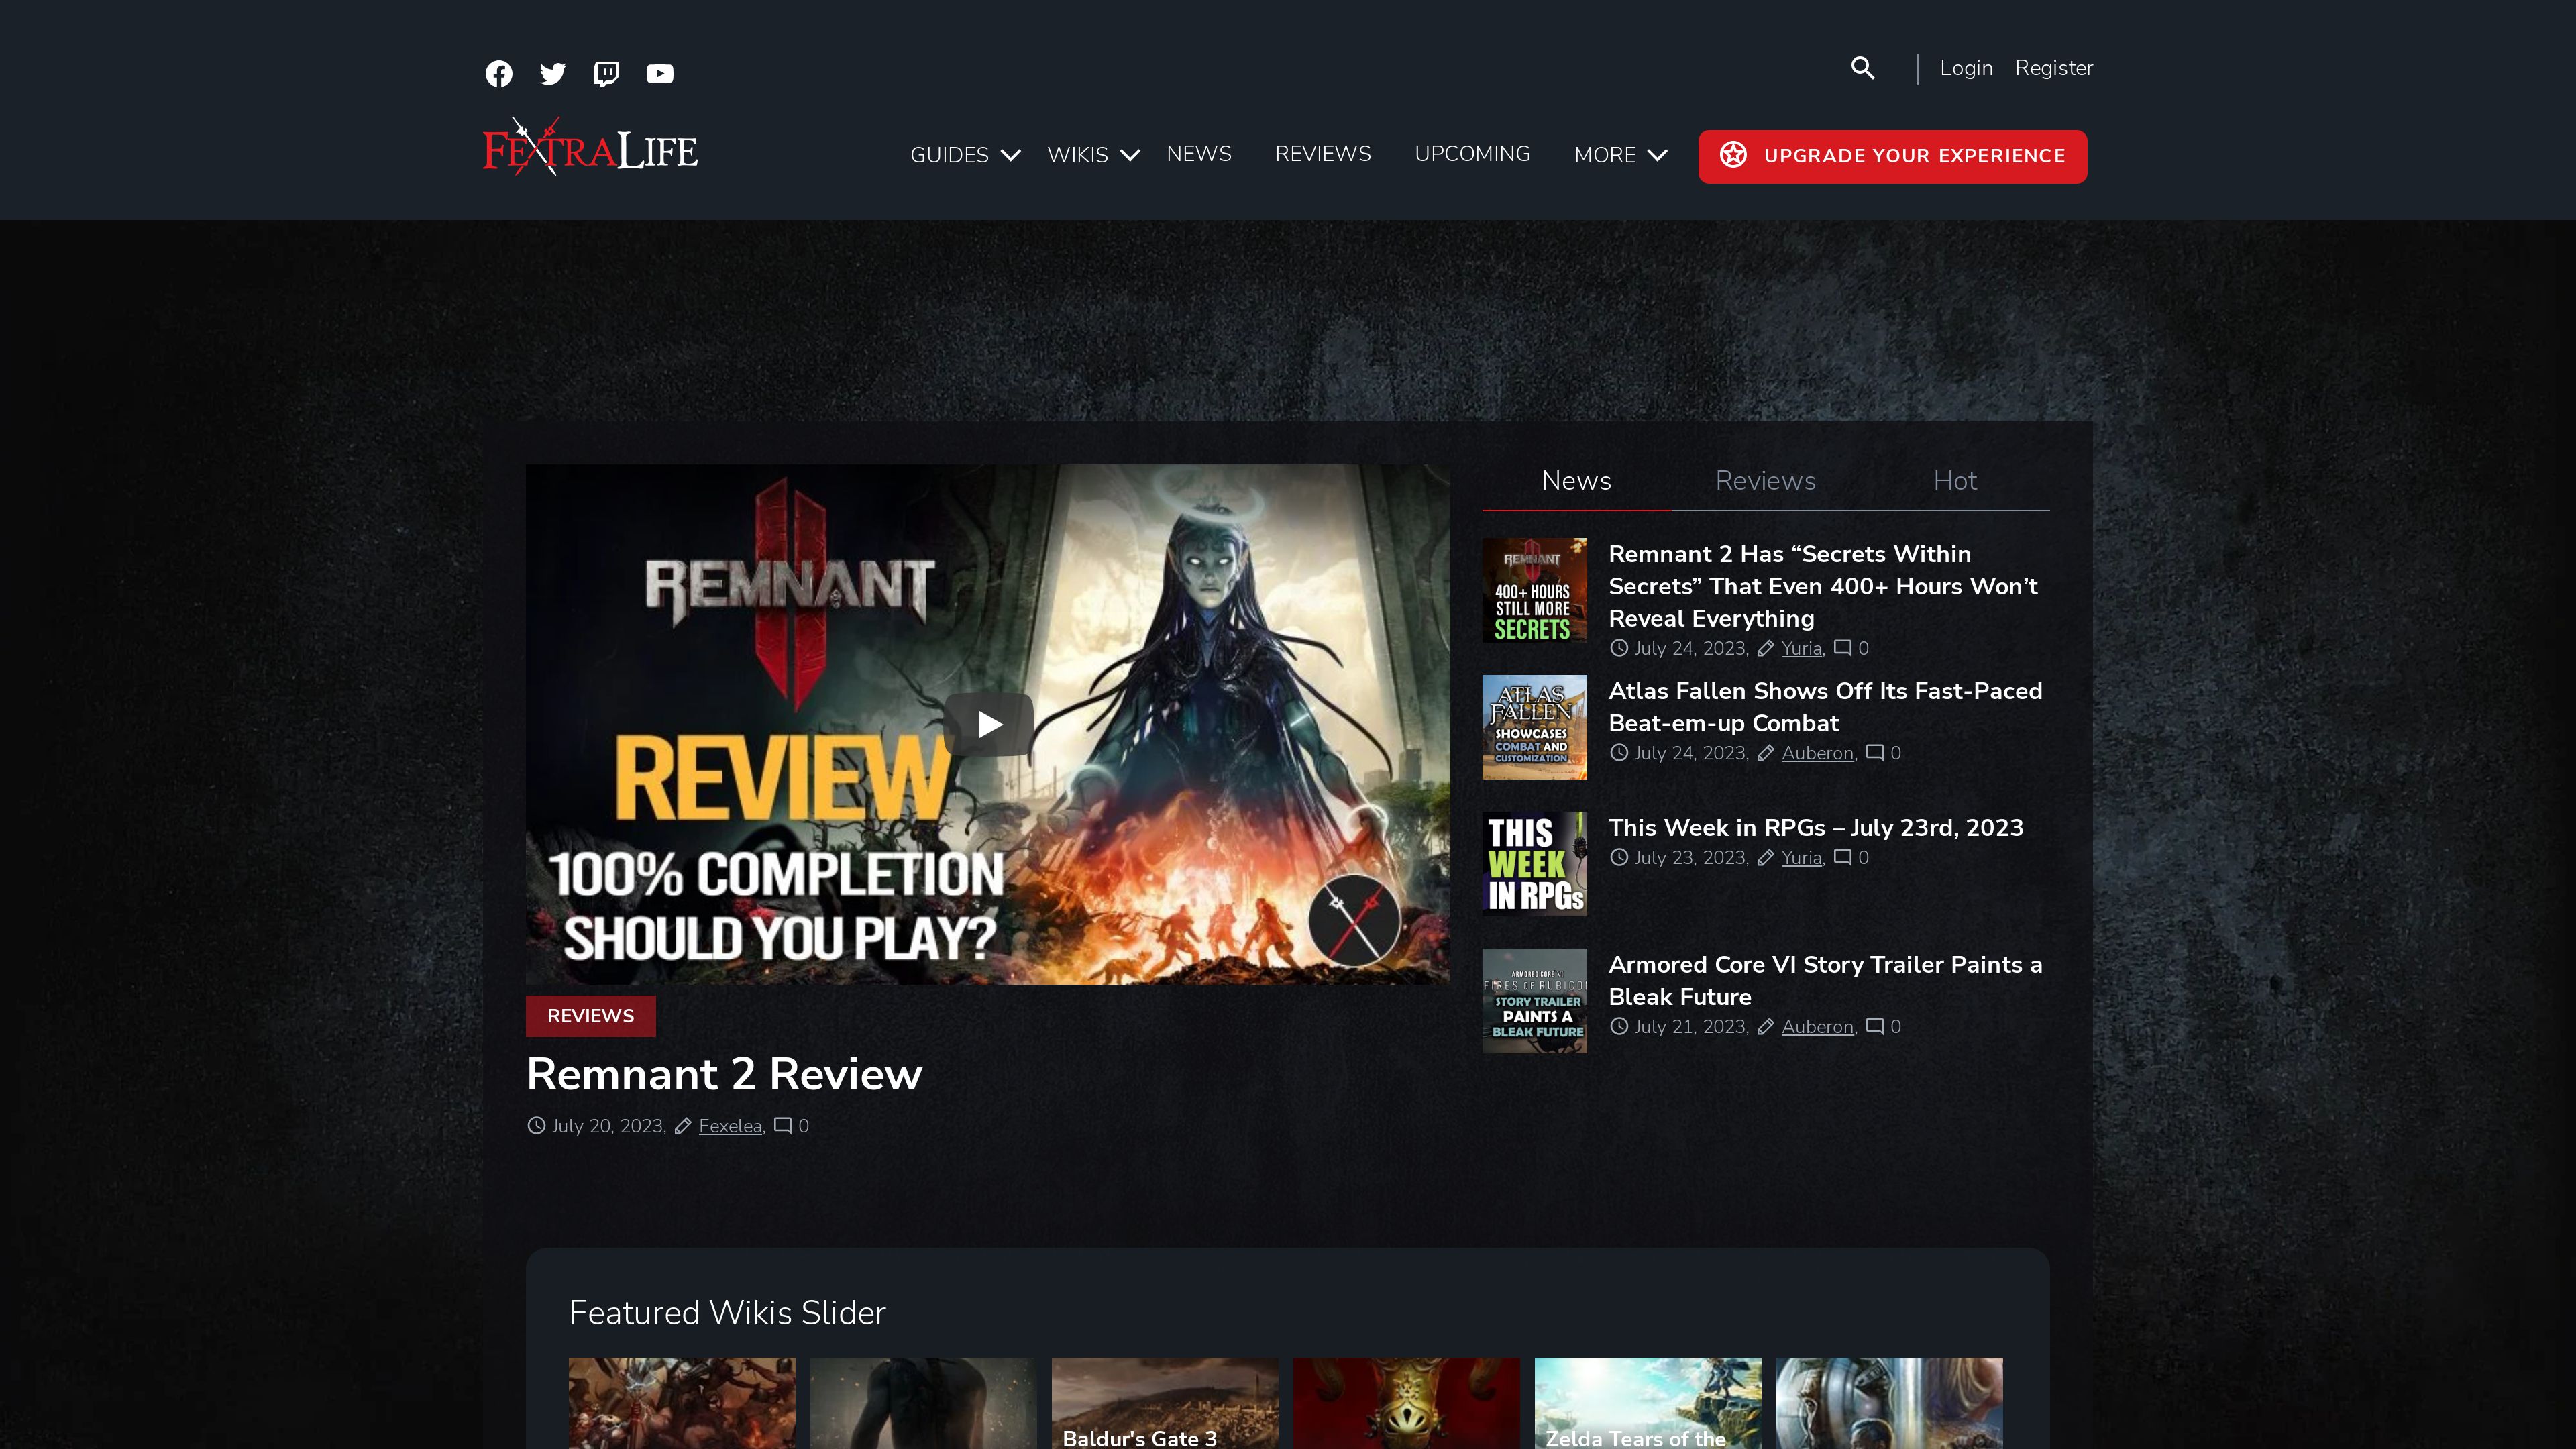 Login Register
FEXTRALIFE
GUIDES WIKIS NEWS REVIEWS UPCOMING MORE UPGRADE YOUR EXPERIENCE
REMNANT
II
REVIEW
100% COMPLETION
SHOULD YOU PLAY?
REVIEWS
Remnant 2 Review
July 20, 2023, Fexelea, 0
News Reviews Hot
REMNANT
400+ HOURS
STILL MORE
SECRETS
Remnant 2 Has “Secrets Within
Secrets” That Even 400+ Hours Won’t
Reveal Everything
July 24, 2023, Yuria, 0
ATLAS
FALLEN
SHOWCASES
COMBAT AND
CUSTOMIZATION
Atlas Fallen Shows Off Its Fast-Paced
Beat-em-up Combat
July 24, 2023, Auberon, 0
THIS
WEEK
IN RPGs
This Week in RPGs – July 23rd, 2023
July 23, 2023, Yuria, 0
ARMORED CORE VI
FIRES OF RUBICON
STORY TRAILER
PAINTS A
BLEAK FUTURE
Armored Core VI Story Trailer Paints a
Bleak Future
July 21, 2023, Auberon, 0
Featured Wikis Slider
Baldur's Gate 3
Zelda Tears of the